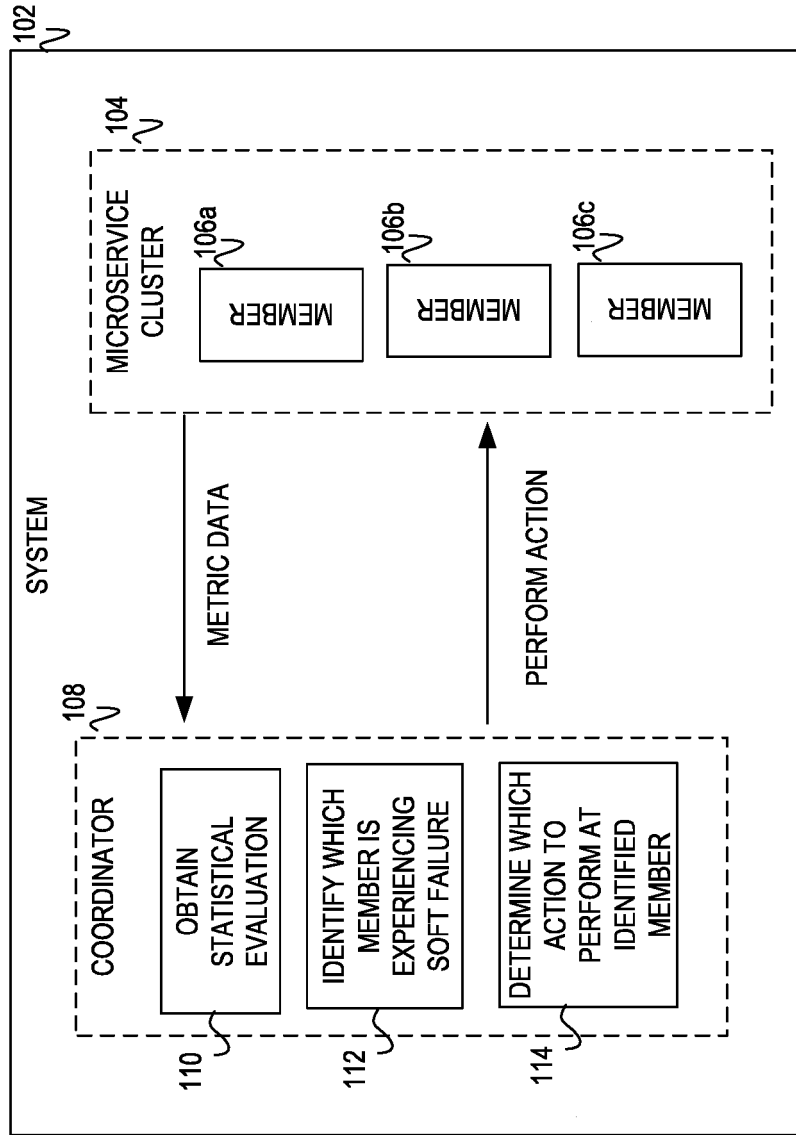 102
SYSTEM
108
COORDINATOR
OBTAIN
STATISTICAL
EVALUATION
110
IDENTIFY WHICH
MEMBER IS
EXPERIENCING
SOFT FAILURE
112
DETERMINE WHICH
ACTION TO
PERFORM AT
IDENTIFIED
MEMBER
114
METRIC DATA
PERFORM ACTION
104
MICROSERVICE
CLUSTER
106a
MEMBER
106b
MEMBER
106c
MEMBER